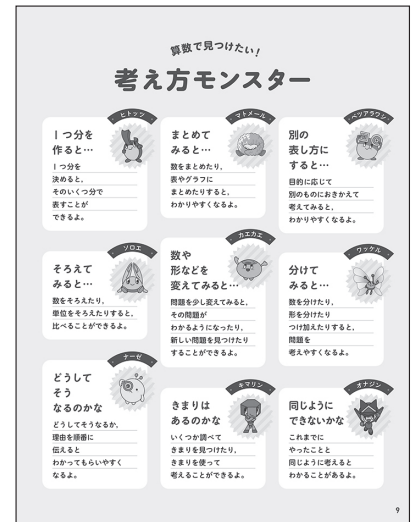 算数で見つけたい!
考え方モンスター
ヒトッツ
1つ分を
作ると…
1つ分を
決めると,
そのいくつ分で
表すことが
できるよ。
マトメール
まとめて
みると…
数をまとめたり,
表やグラフに
まとめたりすると,
わかりやすくなるよ。
ベツアラワシ
別の
表し方に
すると…
目的に応じて
別のものにおきかえて
考えてみると,
わかりやすくなるよ。
ソロエ
そろえて
みると…
数をそろえたり,
単位をそろえたりすると,
比べることができるよ。
カエカエ
数や
形などを
変えてみると…
問題を少し変えてみると,
その問題が
わかるようになったり,
新しい問題を見つけたり
することができるよ。
ワッケル
分けて
みると…
数を分けたり,
形を分けたり
つけ加えたりすると,
問題を
考えやすくなるよ。
ナーゼ
どうして
そう
なるのかな
どうしてそうなるか,
理由を順番に
伝えると
わかってもらいやすく
なるよ。
キマリン
きまりは
あるのかな
いくつか調べて
きまりを見つけたり,
きまりを使って
考えることができるよ。
オナジン
同じように
できないかな
これまでに
やったことと
同じように考えると
わかることがあるよ。
9